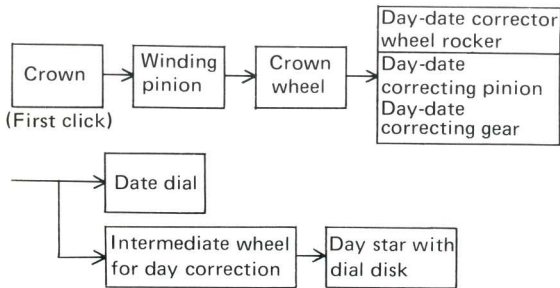 Crown
(First click)
Winding
pinion
Crown
wheel
Day-date corrector
wheel rocker
Day-date
correcting pinion
Day-date
correcting gear
Date dial
Intermediate wheel
for day correction
Day star with
dial disk